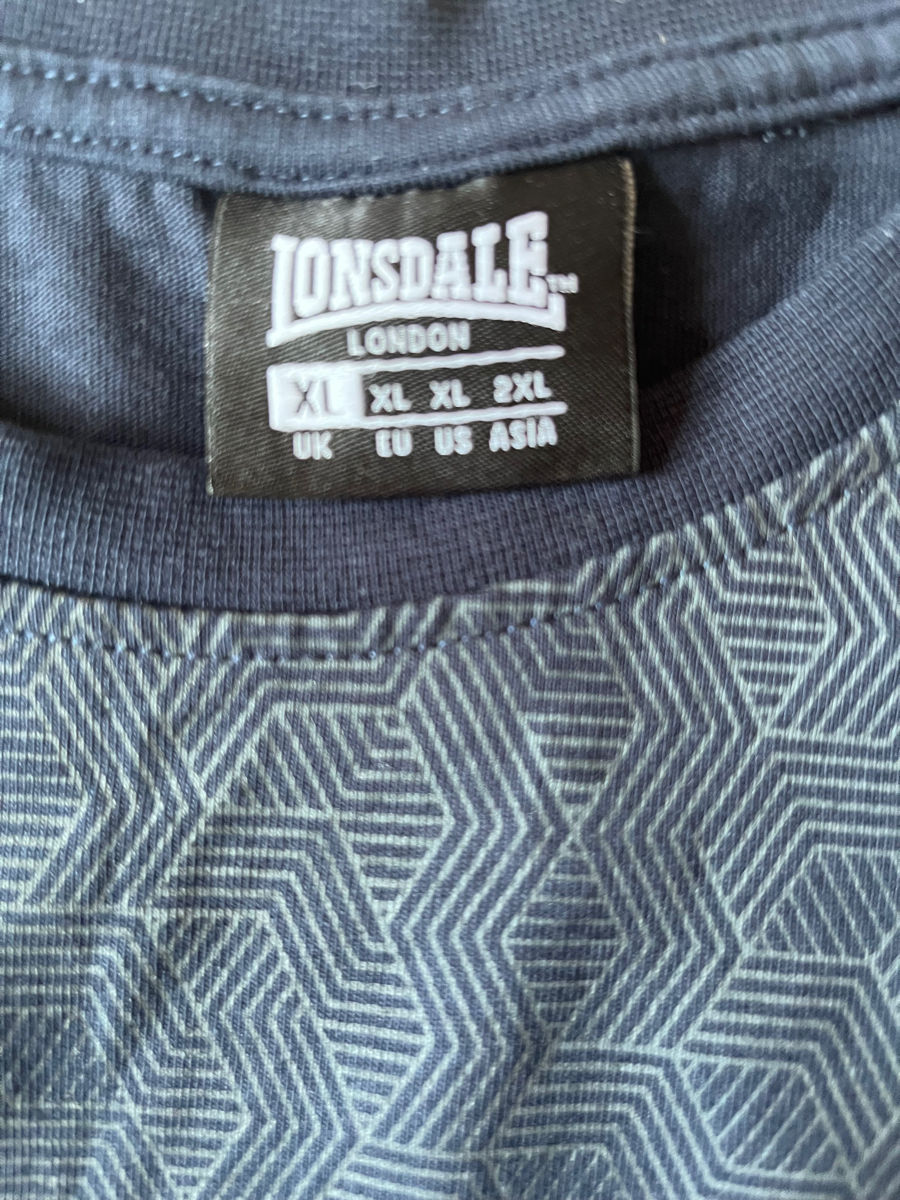 LONSDALE™
LONDON
XL XL XL 2XL
UK EU US ASIA